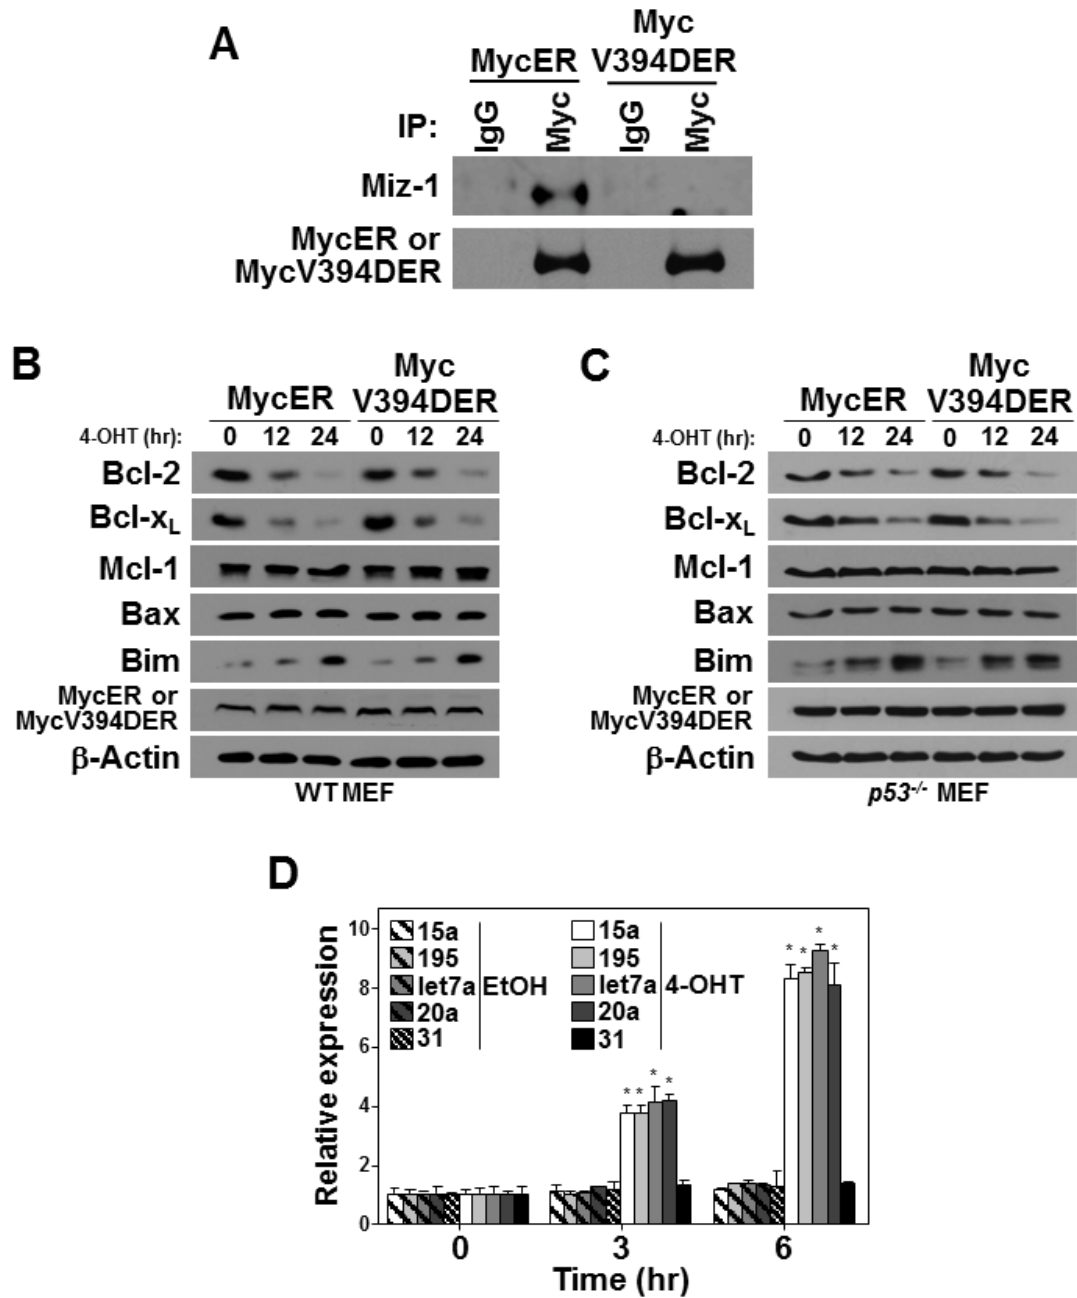 A
Myc
MycER V394DER
IP: IgG Myc IgG Myc
Miz-1
MycER or
MycV394DER
B
Myc
MycER V394DER
4-OHT (hr): 0 12 24 0 12 24
Bcl-2
Bcl-xL
Mcl-1
Bax
Bim
MycER or
MycV394DER
β-Actin
WT MEF
C
Myc
MycER V394DER
4-OHT (hr): 0 12 24 0 12 24
Bcl-2
Bcl-xL
Mcl-1
Bax
Bim
MycER or
MycV394DER
β-Actin
p53-/- MEF
D
Relative expression
10
8
6
4
2
0
15a
195
let7a EtOH
20a
31
15a
195
let7a 4-OHT
20a
31
* * * *
* * * *
0 3 6
Time (hr)